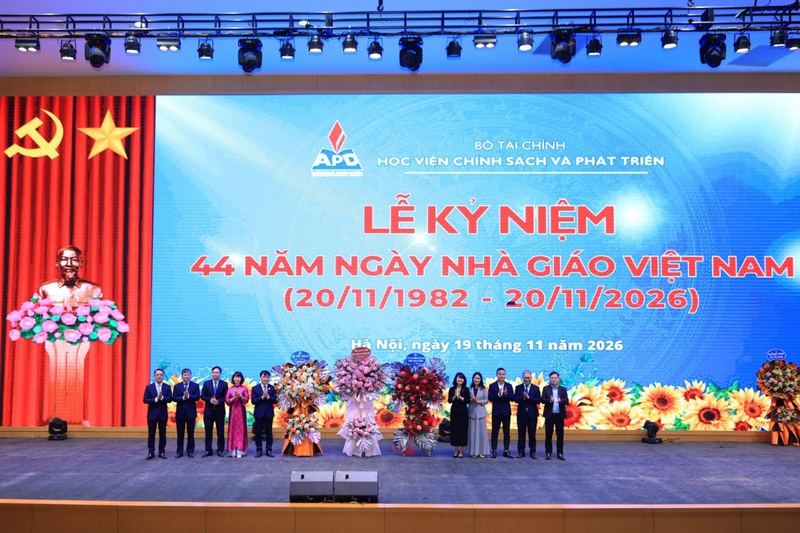 APD
BỘ TÀI CHÍNH
HỌC VIỆN CHÍNH SÁCH VÀ PHÁT TRIỂN
LỄ KỶ NIỆM
44 NĂM NGÀY NHÀ GIÁO VIỆT NAM
(20/11/1982 - 20/11/2026)
Hà Nội, ngày 19 tháng 11 năm 2026